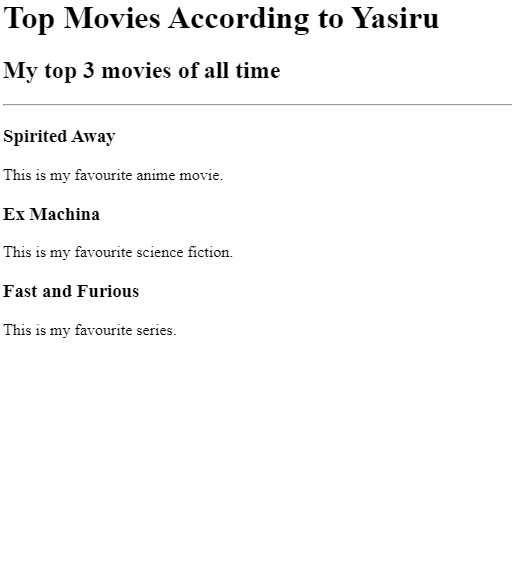 Top Movies According to Yasiru
My top 3 movies of all time
Spirited Away
This is my favourite anime movie.
Ex Machina
This is my favourite science fiction.
Fast and Furious
This is my favourite series.